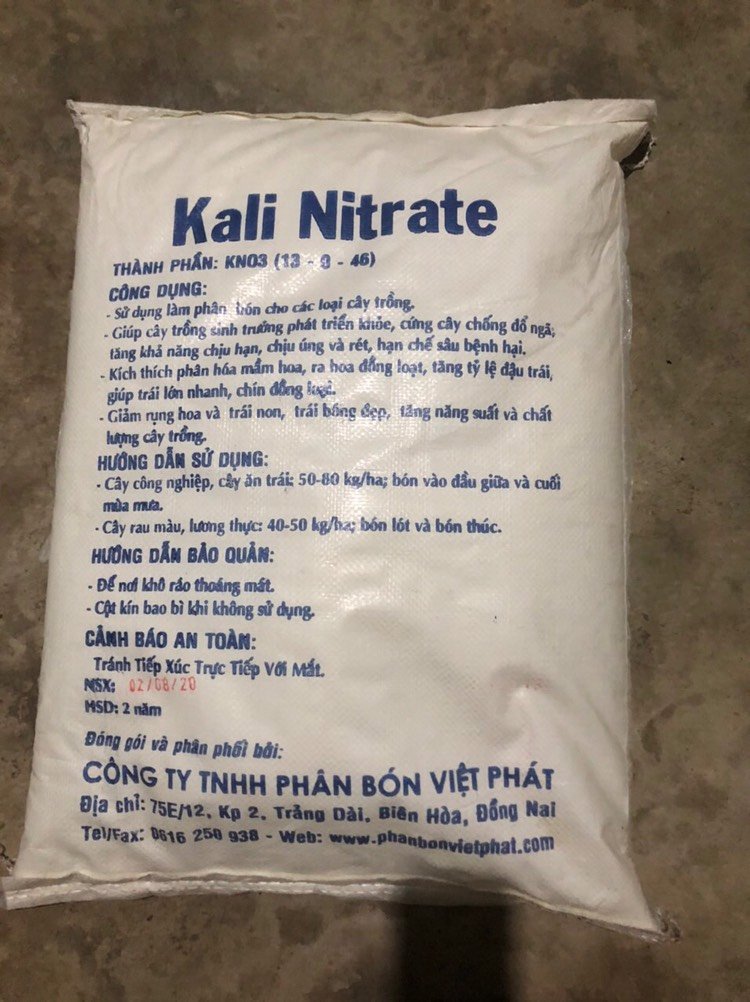 Kali Nitrate
THÀNH PHẦN: KNO3 (13 - 0 - 46)
CÔNG DỤNG:
- Sử dụng làm phân bón cho các loại cây trồng.
- Giúp cây trồng sinh trưởng phát triển khỏe, cứng cây chống đổ ngã;
tăng khả năng chịu hạn, chịu úng và rét, hạn chế sâu bệnh hại.
- Kích thích phân hóa mầm hoa, ra hoa đồng loạt, tăng tỷ lệ đậu trái,
giúp trái lớn nhanh, chín đồng loạt.
- Giảm rụng hoa và trái non, trái bóng đẹp, tăng năng suất và chất
lượng cây trồng.
HƯỚNG DẪN SỬ DỤNG:
- Cây công nghiệp, cây ăn trái: 50-80 kg/ha; bón vào đầu giữa và cuối
mùa mưa.
- Cây rau màu, lương thực: 40-50 kg/ha; bón lót và bón thúc.
HƯỚNG DẪN BẢO QUẢN:
- Để nơi khô ráo thoáng mát.
- Cột kín bao bì khi không sử dụng.
CẢNH BÁO AN TOÀN:
Tránh Tiếp Xúc Trực Tiếp Với Mắt.
NSX: 02/08/20
HSD: 2 năm
Đóng gói và phân phối bởi:
CÔNG TY TNHH PHÂN BÓN VIỆT PHÁT
Địa chỉ: 75E/12, Kp 2, Trảng Dài, Biên Hòa, Đồng Nai
Tel/Fax: 0616 250 938 - Web: www.phanbonvietphat.com